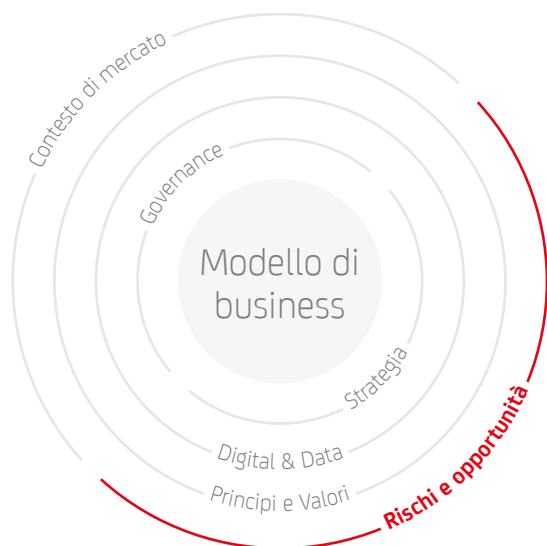 Contesto di mercato
Governance
Modello di
business
Strategia
Digital & Data
Principi e Valori
Rischi e opportunità